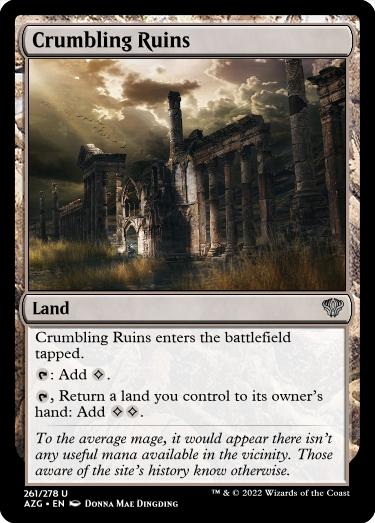 Crumbling Ruins
Land
Crumbling Ruins enters the battlefield
tapped.
: Add .
, Return a land you control to its owner's
hand: Add .
To the average mage, it would appear there isn't
any useful mana available in the vicinity. Those
aware of the site's history know otherwise.
261/278 U
AZG • EN Donna Mae Dingding
™ & © 2022 Wizards of the Coast